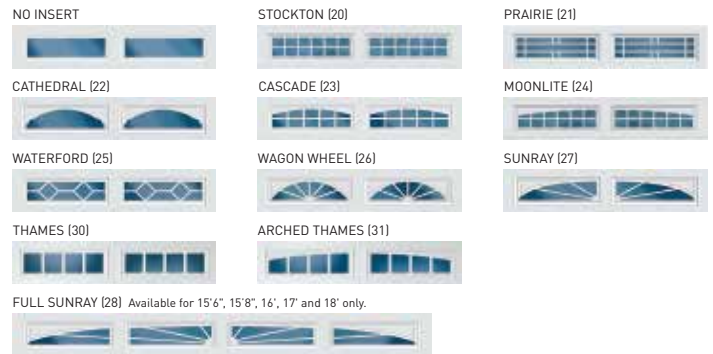 NO INSERT
STOCKTON (20)
PRAIRIE (21)
CATHEDRAL (22)
CASCADE (23)
MOONLITE (24)
WATERFORD (25)
WAGON WHEEL (26)
SUNRAY (27)
THAMES (30)
ARCHED THAMES (31)
FULL SUNRAY (28) Available for 15'6", 15'8", 16', 17' and 18' only.